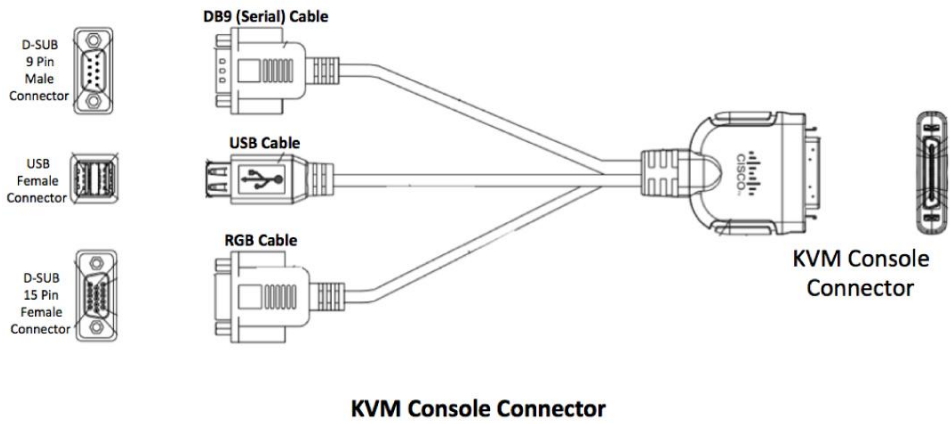 DB9 (Serial) Cable
D-SUB
9 Pin
Male
Connector
USB Cable
USB
Female
Connector
CISCO
RGB Cable
D-SUB
15 Pin
Female
Connector
KVM Console
Connector
KVM Console Connector